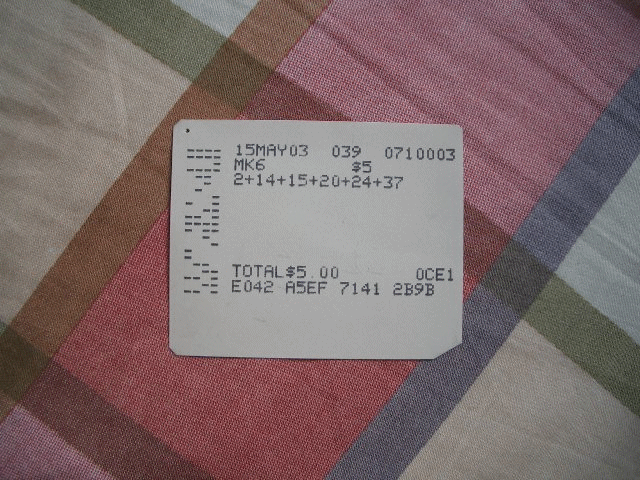 15MAY03 039 0710003
MK6 $5
2+14+15+20+24+37
TOTAL$5.00 0CE1
E042 A5EF 7141 2B9B